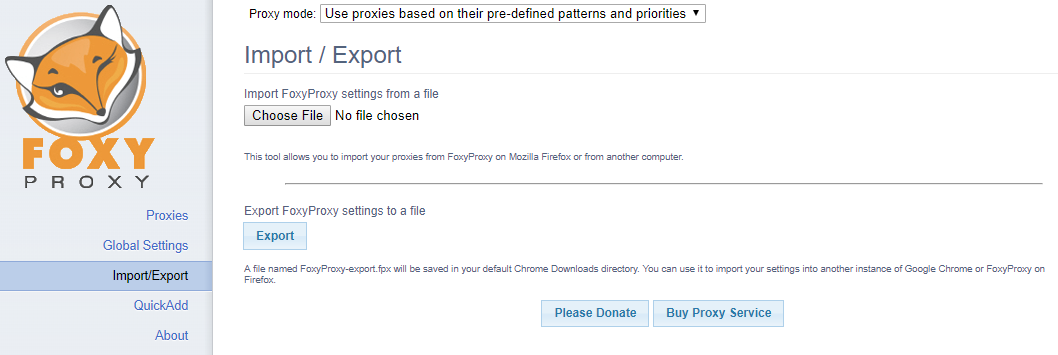 Proxy mode: Use proxies based on their pre-defined patterns and priorities
Import / Export
Import FoxyProxy settings from a file
Choose File No file chosen
This tool allows you to import your proxies from FoxyProxy on Mozilla Firefox or from another computer.
FOXY
PROXY
Proxies
Global Settings
Import/Export
QuickAdd
About
Export FoxyProxy settings to a file
Export
A file named FoxyProxy-export.fpx will be saved in your default Chrome Downloads directory. You can use it to import your settings into another instance of Google Chrome or FoxyProxy on
Firefox.
Please Donate Buy Proxy Service